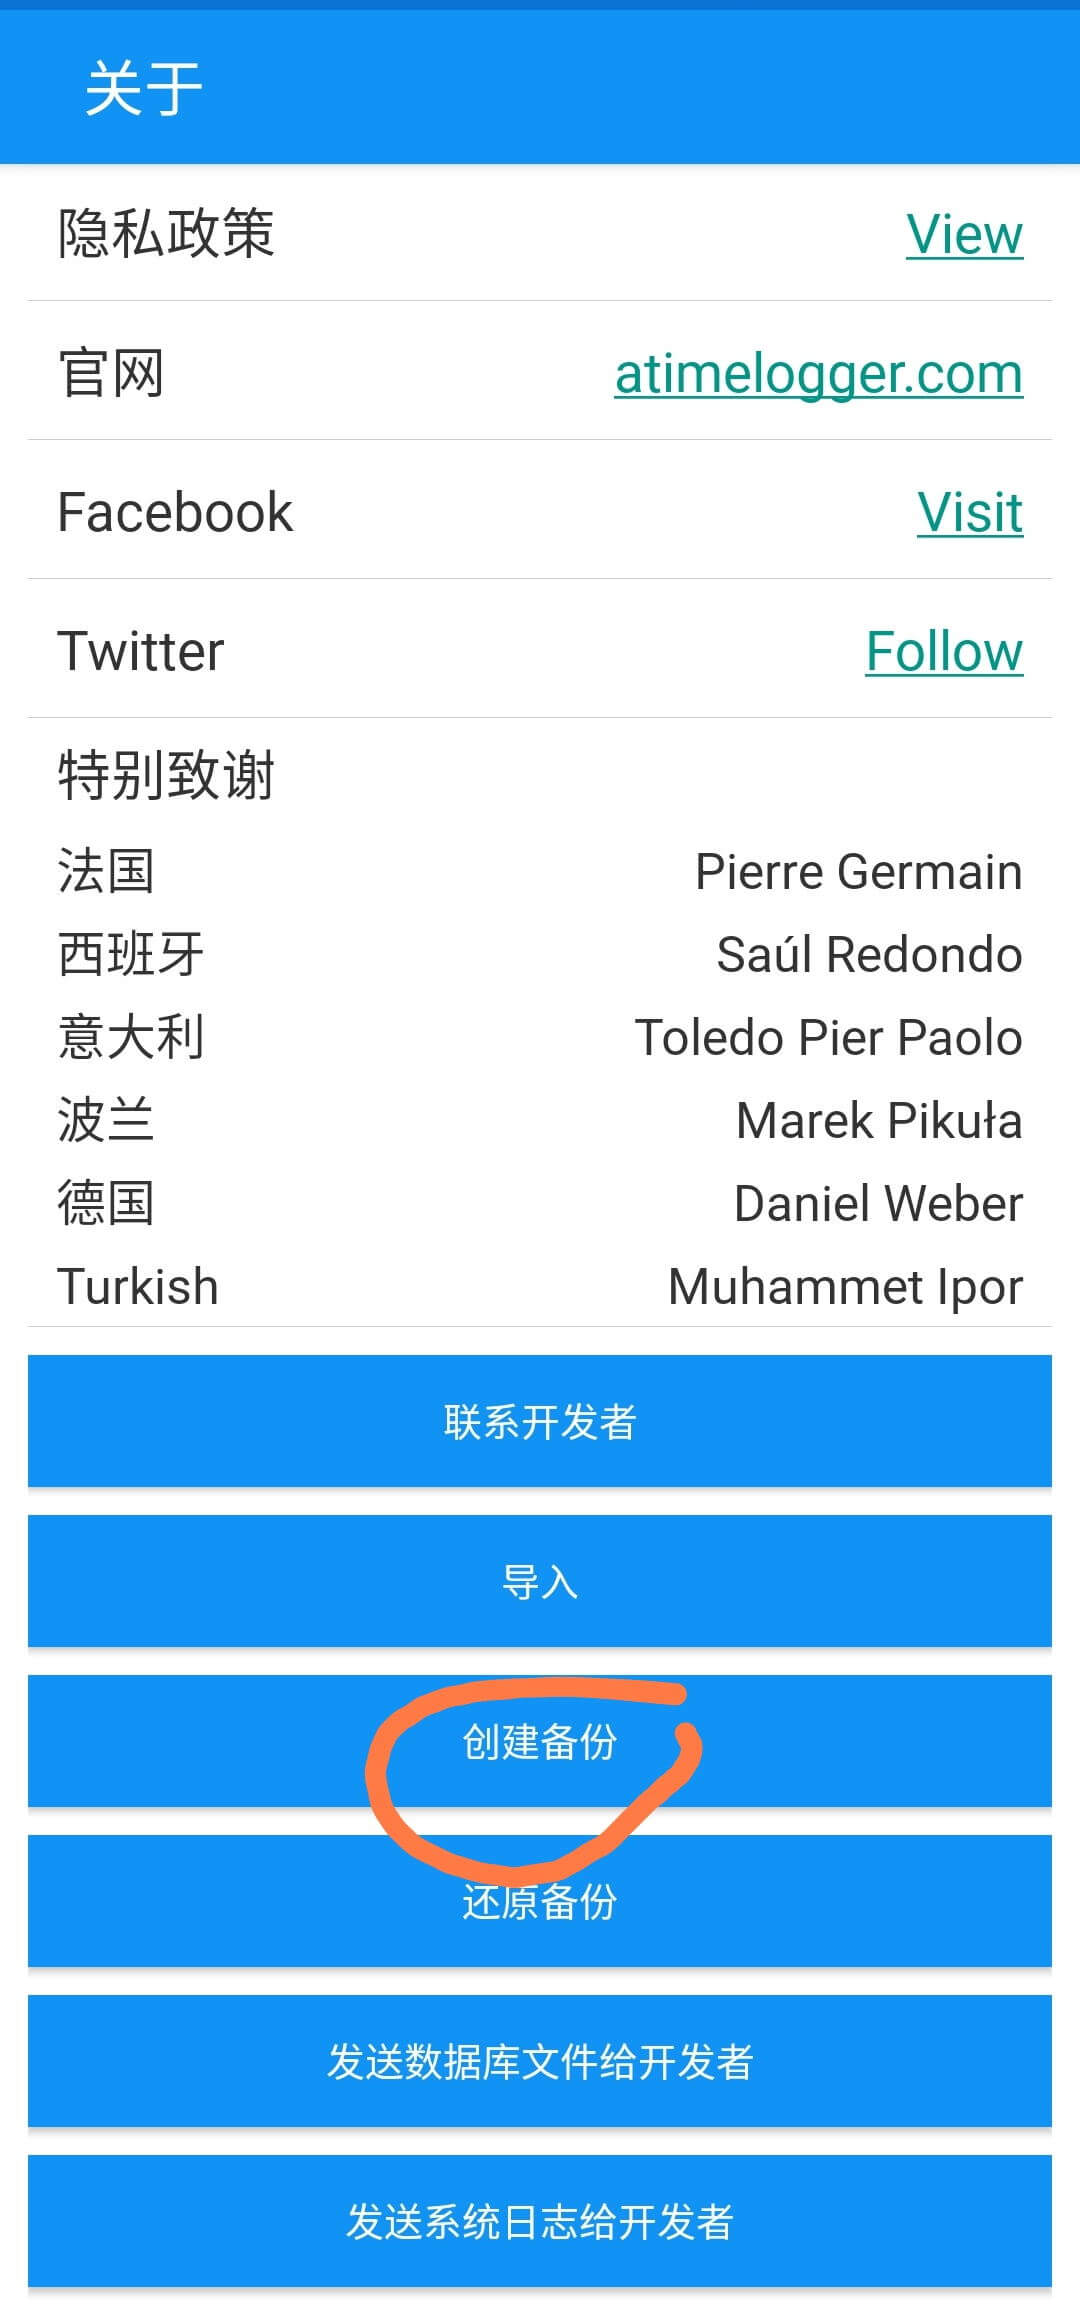 关于
隐私政策 View
官网 atimelogger.com
Facebook Visit
Twitter Follow
特别致谢
法国 Pierre Germain
西班牙 Saúl Redondo
意大利 Toledo Pier Paolo
波兰 Marek Pikuła
德国 Daniel Weber
Turkish Muhammet Ipor
联系开发者
导入
创建备份
还原备份
发送数据库文件给开发者
发送系统日志给开发者